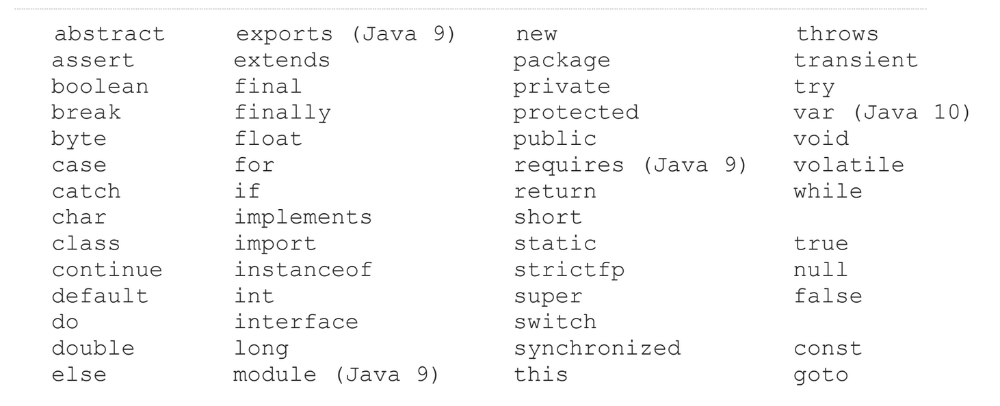 abstract exports (Java 9) new throws
assert extends package transient
boolean final private try
break finally protected var (Java 10)
byte float public void
case for requires (Java 9) volatile
catch if return while
char implements short
class import static true
continue instanceof strictfp null
default int super false
do interface switch
double long synchronized const
else module (Java 9) this goto